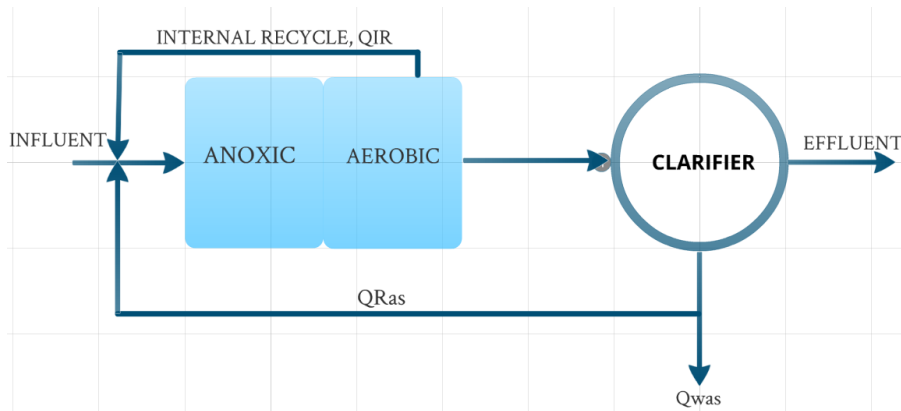 INTERNAL RECYCLE, QIR
INFLUENT
ANOXIC
AEROBIC
CLARIFIER
EFFLUENT
QRas
Qwas